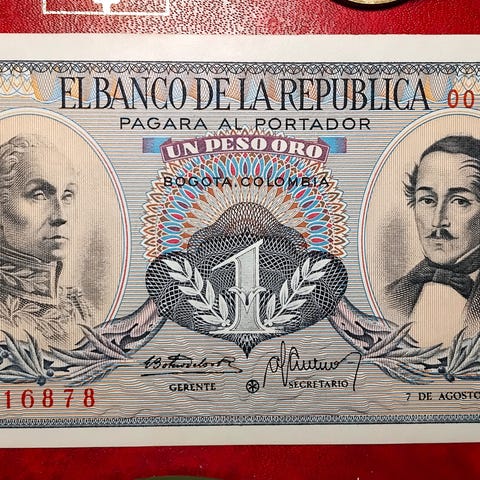 EL BANCO DE LA REPUBLICA 00
PAGARA AL PORTADOR
UN PESO ORO
BOGOTA COLOMBIA
1
16878
GERENTE
SECRETARIO
7 DE AGOSTO